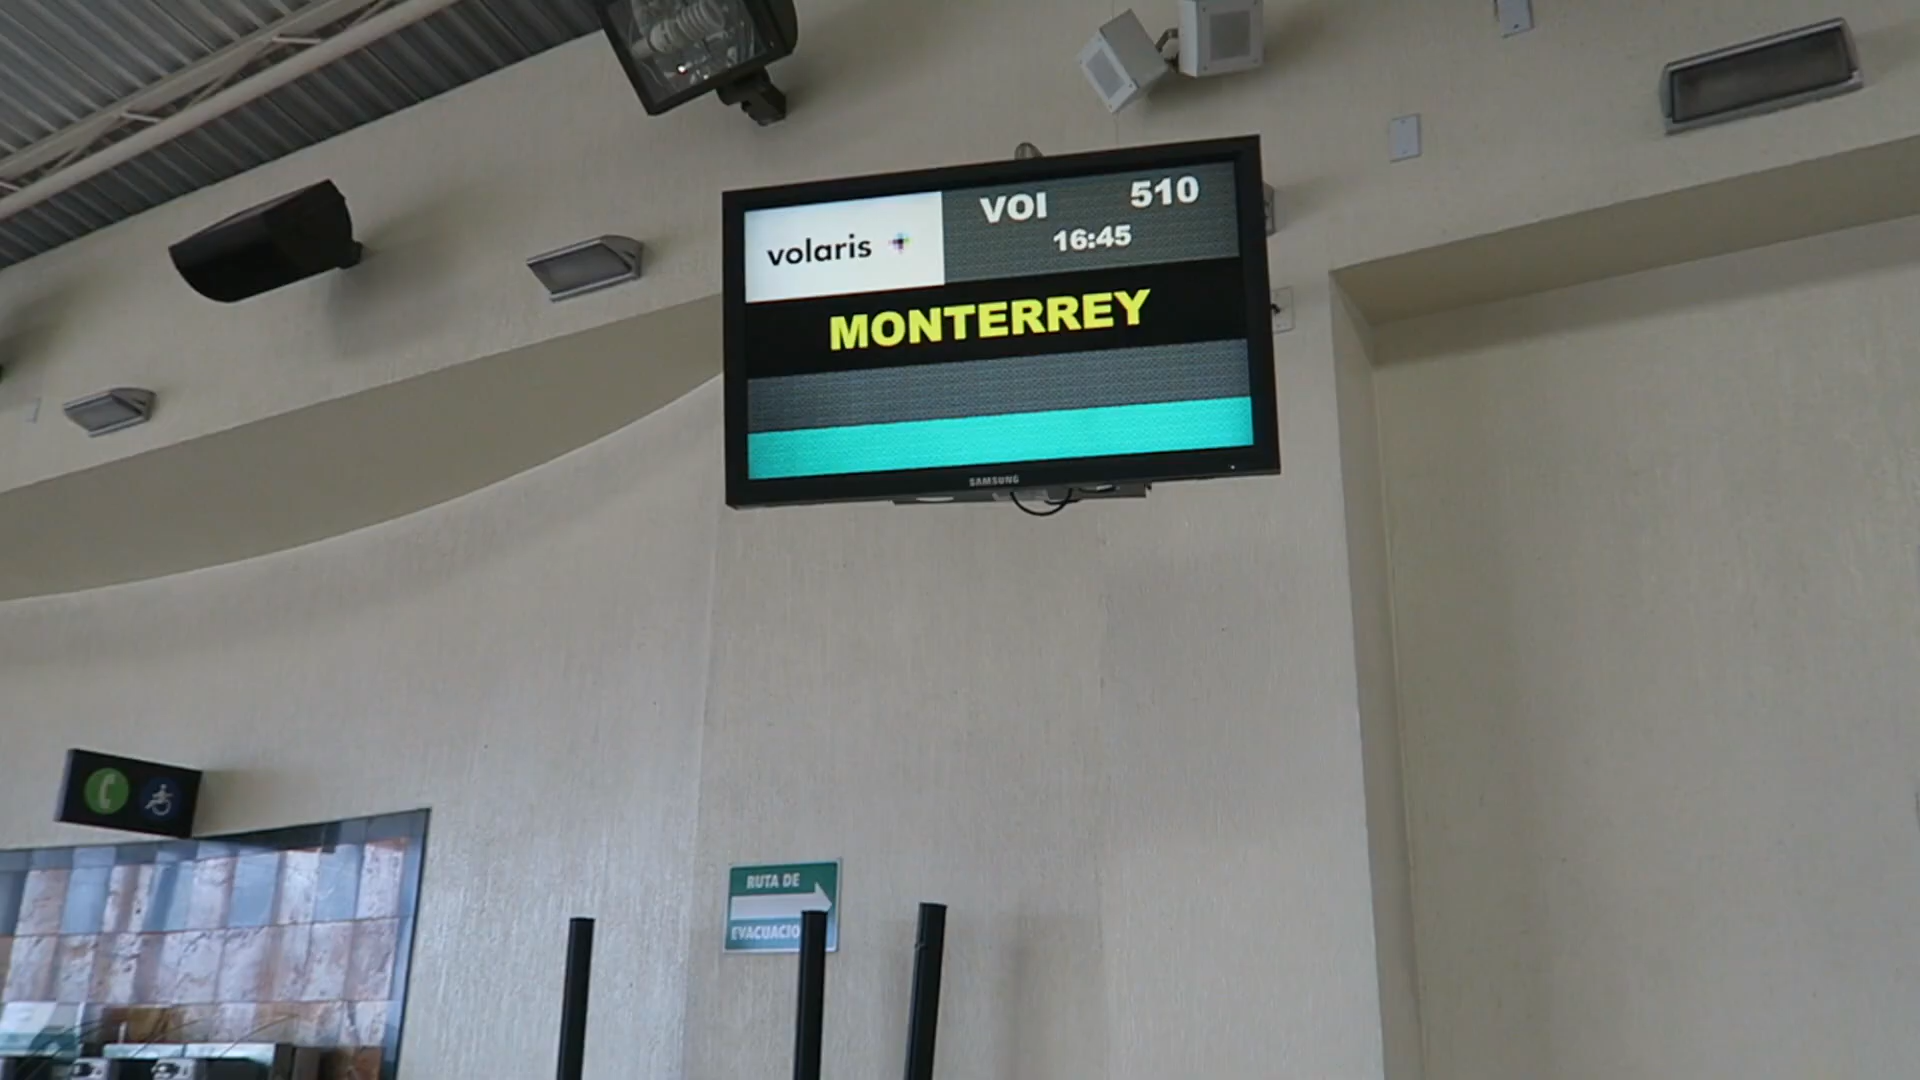 volaris
VOI 510
16:45
MONTERREY
SAMSUNG
RUTA DE
EVACUACIO